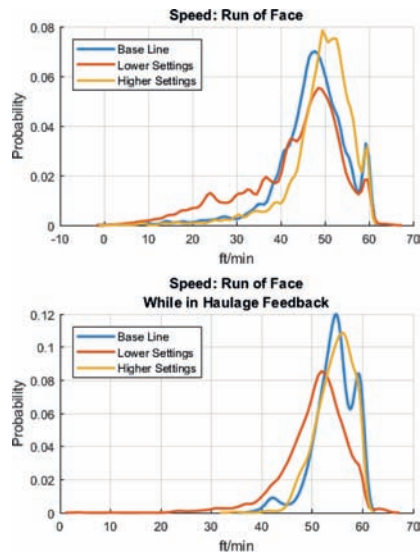 Speed: Run of Face
0.08
0.06
0.04
0.02
0
Probability
Base Line
Lower Settings
Higher Settings
-10 0 10 20 30 40 50 60 70
ft/min
Speed: Run of Face
While in Haulage Feedback
0.12
0.1
0.08
0.06
0.04
0.02
0
Probability
Base Line
Lower Settings
Higher Settings
0 10 20 30 40 50 60 70
ft/min